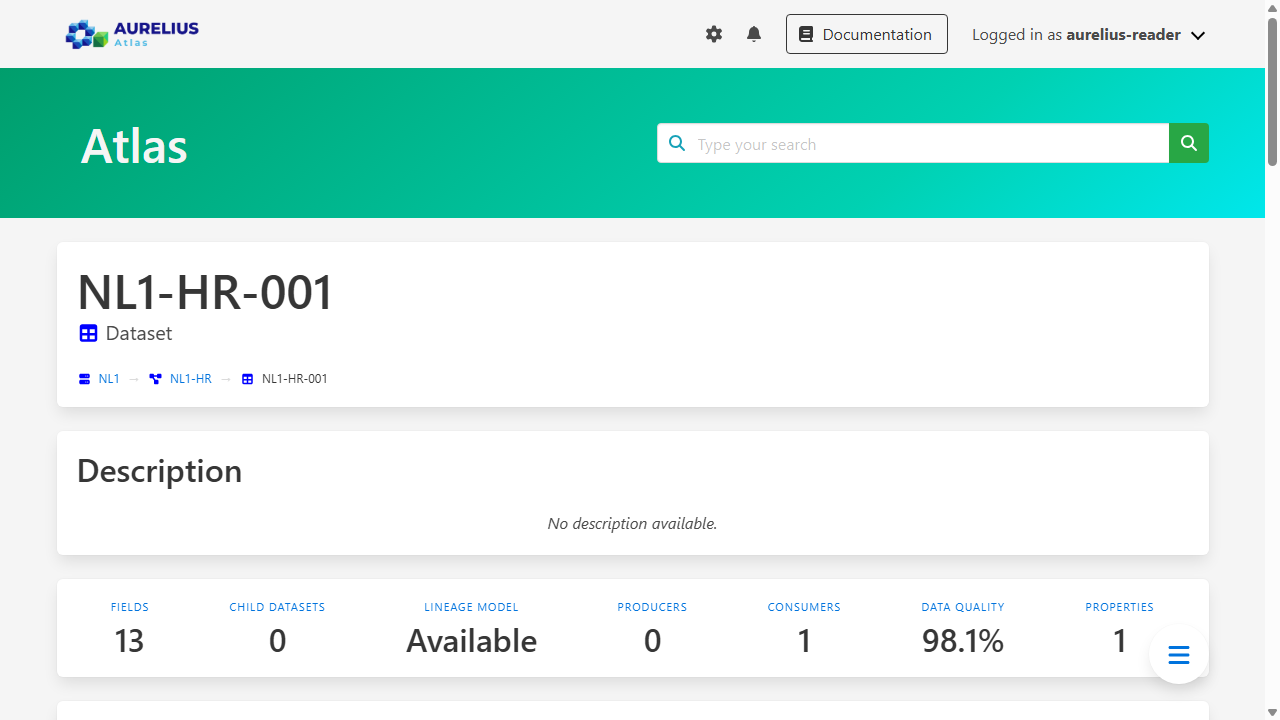 AURELIUS
Atlas
Documentation
Logged in as aurelius-reader
Atlas
Type your search
NL1-HR-001
Dataset
NL1 → NL1-HR → NL1-HR-001
Description
No description available.
FIELDS CHILD DATASETS LINEAGE MODEL PRODUCERS CONSUMERS DATA QUALITY PROPERTIES
13 0 Available 0 1 98.1% 1